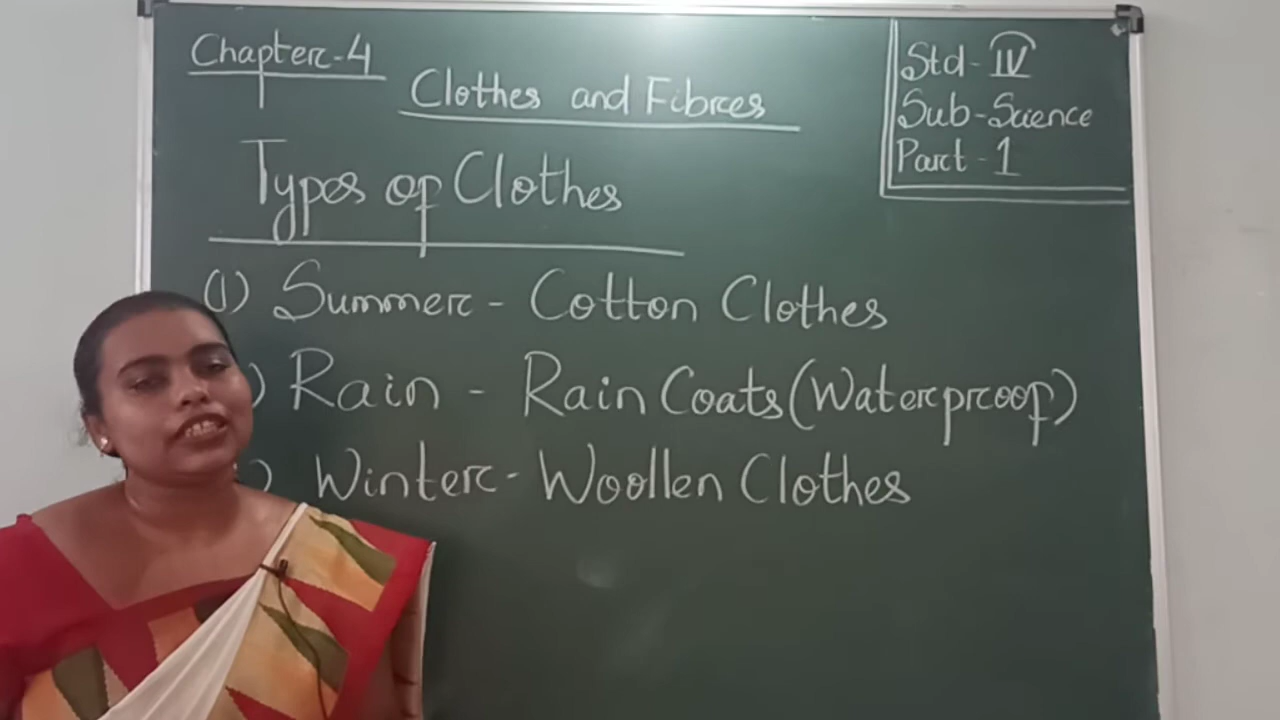 Chapter-4
Clothes and Fibres
Std - IV
Sub-Science
Part - 1
Types of Clothes
(1) Summer - Cotton Clothes
) Rain - Rain Coats (Waterproof)
) Winter - Woollen Clothes